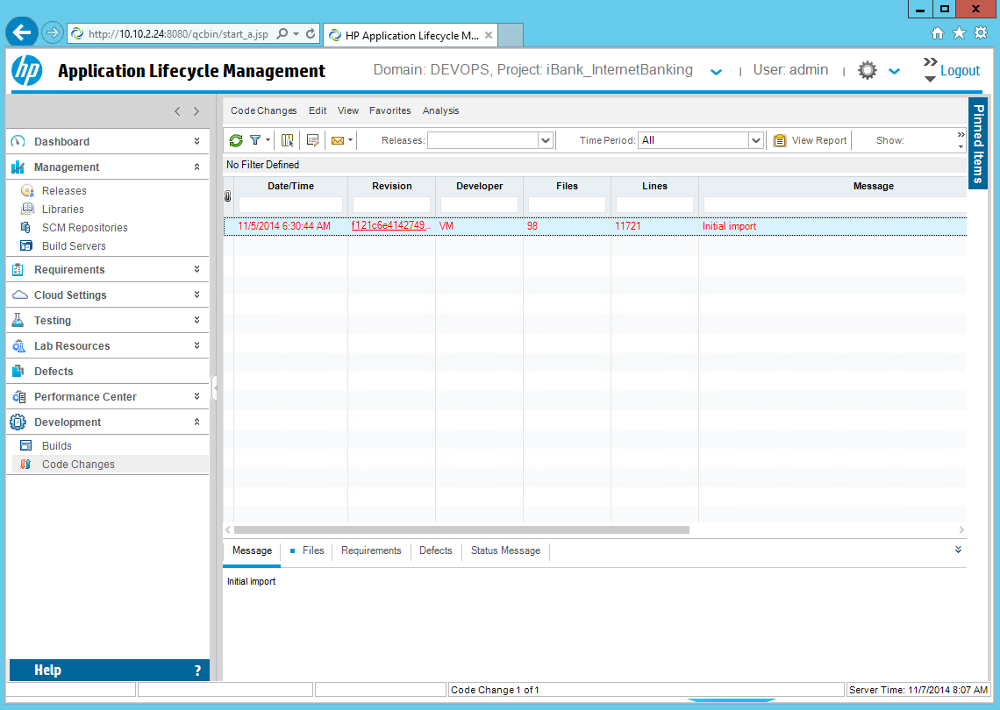 http://10.10.2.24:8080/qcbin/start_a.jsp
HP Application Lifecycle M...
hp Application Lifecycle Management
Domain: DEVOPS, Project: iBank_InternetBanking
User: admin
Logout
Code Changes Edit View Favorites Analysis
Releases: Time Period: All View Report Show:
Pinned Items
No Filter Defined
Date/Time Revision Developer Files Lines Message
11/5/2014 6:30:44 AM f121c6e4142749... VM 98 11721 Initial import
Dashboard
Management
Releases
Libraries
SCM Repositories
Build Servers
Requirements
Cloud Settings
Testing
Lab Resources
Defects
Performance Center
Development
Builds
Code Changes
Message Files Requirements Defects Status Message
Initial import
Help ?
Code Change 1 of 1
Server Time: 11/7/2014 8:07 AM